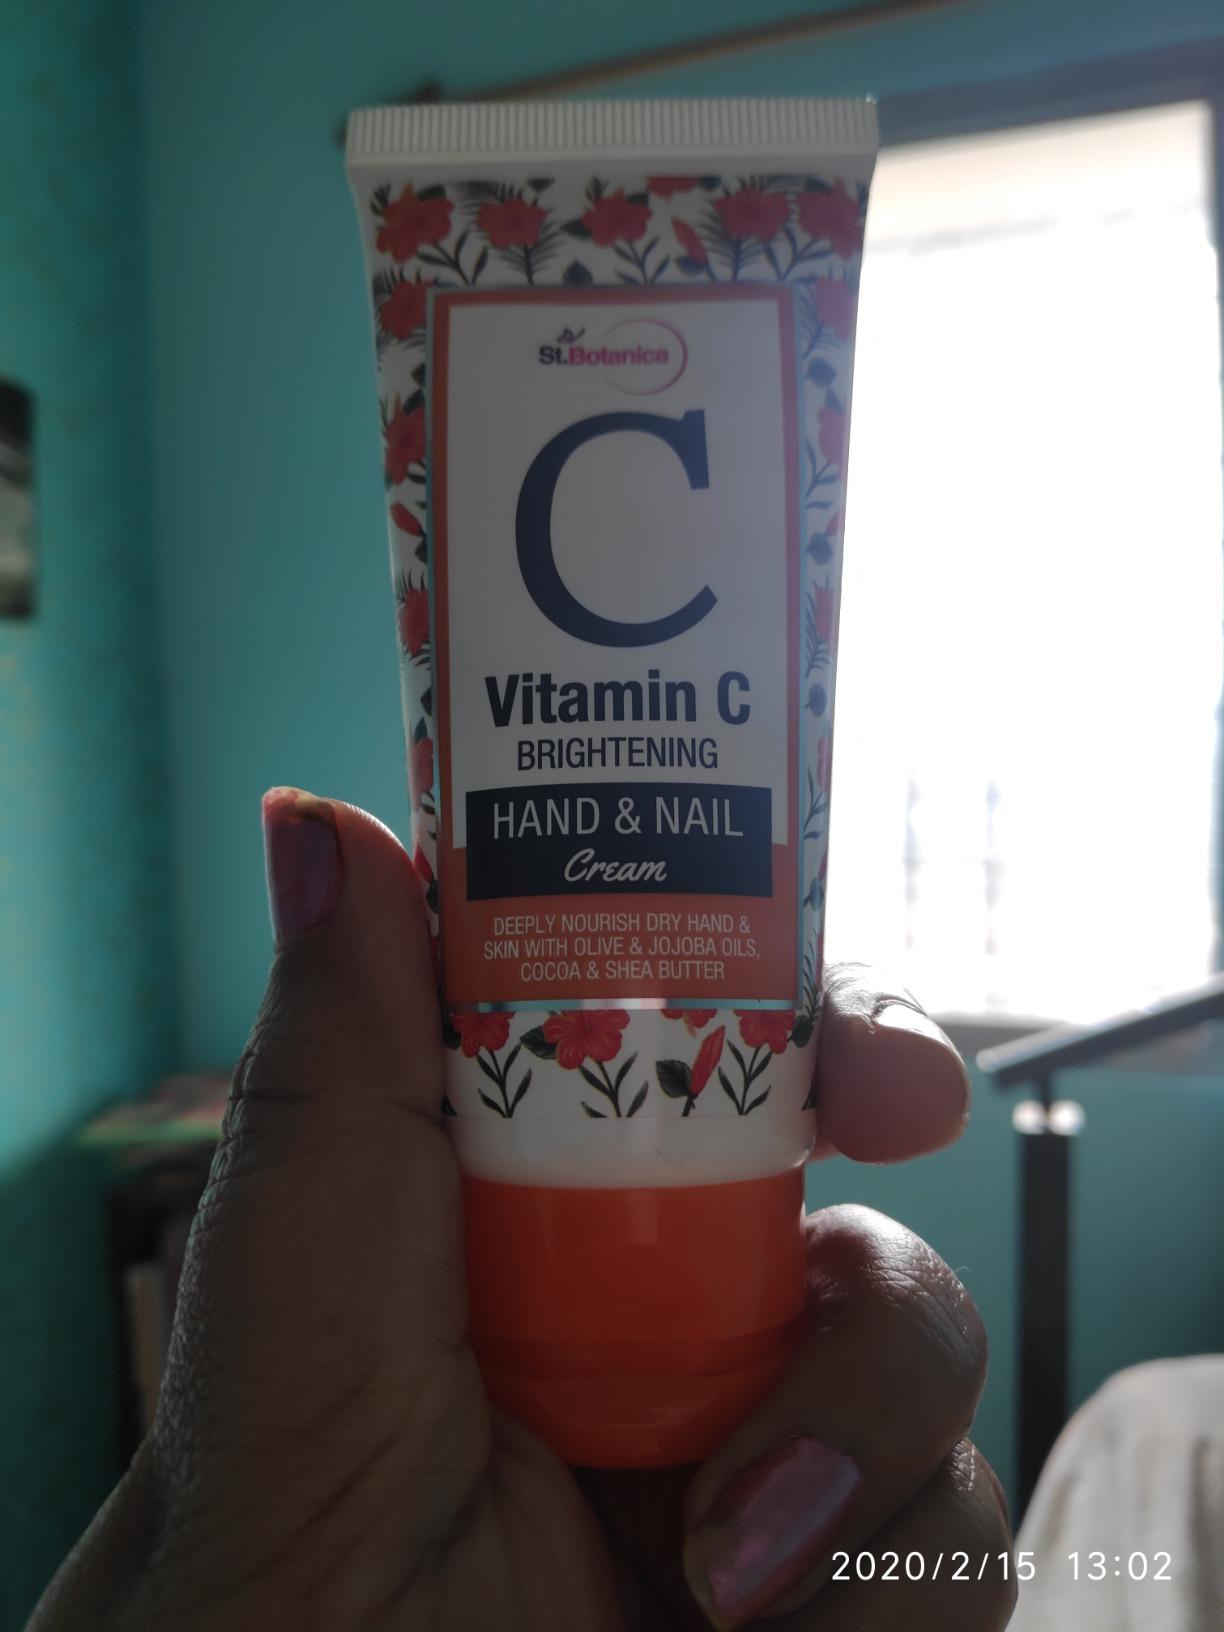 St.Botanica
C
Vitamin C
BRIGHTENING
HAND & NAIL
Cream
DEEPLY NOURISH DRY HAND &
SKIN WITH OLIVE & JOJOBA OILS,
COCOA & SHEA BUTTER
2020/2/15 13:02